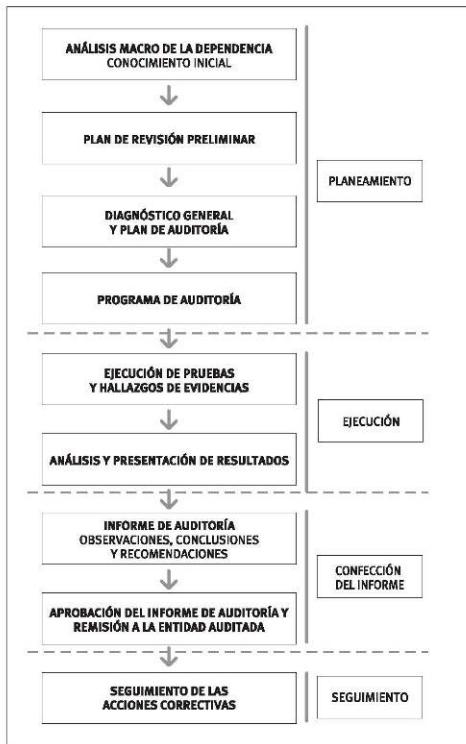 ANÁLISIS MACRO DE LA DEPENDENCIA
CONOCIMIENTO INICIAL
PLAN DE REVISIÓN PRELIMINAR
PLANEAMIENTO
DIAGNÓSTICO GENERAL
Y PLAN DE AUDITORÍA
PROGRAMA DE AUDITORÍA
EJECUCIÓN DE PRUEBAS
Y HALLAZGOS DE EVIDENCIAS
EJECUCIÓN
ANÁLISIS Y PRESENTACIÓN DE RESULTADOS
INFORME DE AUDITORÍA
OBSERVACIONES, CONCLUSIONES
Y RECOMENDACIONES
CONFECCIÓN
DEL INFORME
APROBACIÓN DEL INFORME DE AUDITORÍA Y
REMISIÓN A LA ENTIDAD AUDITADA
SEGUIMIENTO DE LAS
ACCIONES CORRECTIVAS
SEGUIMIENTO